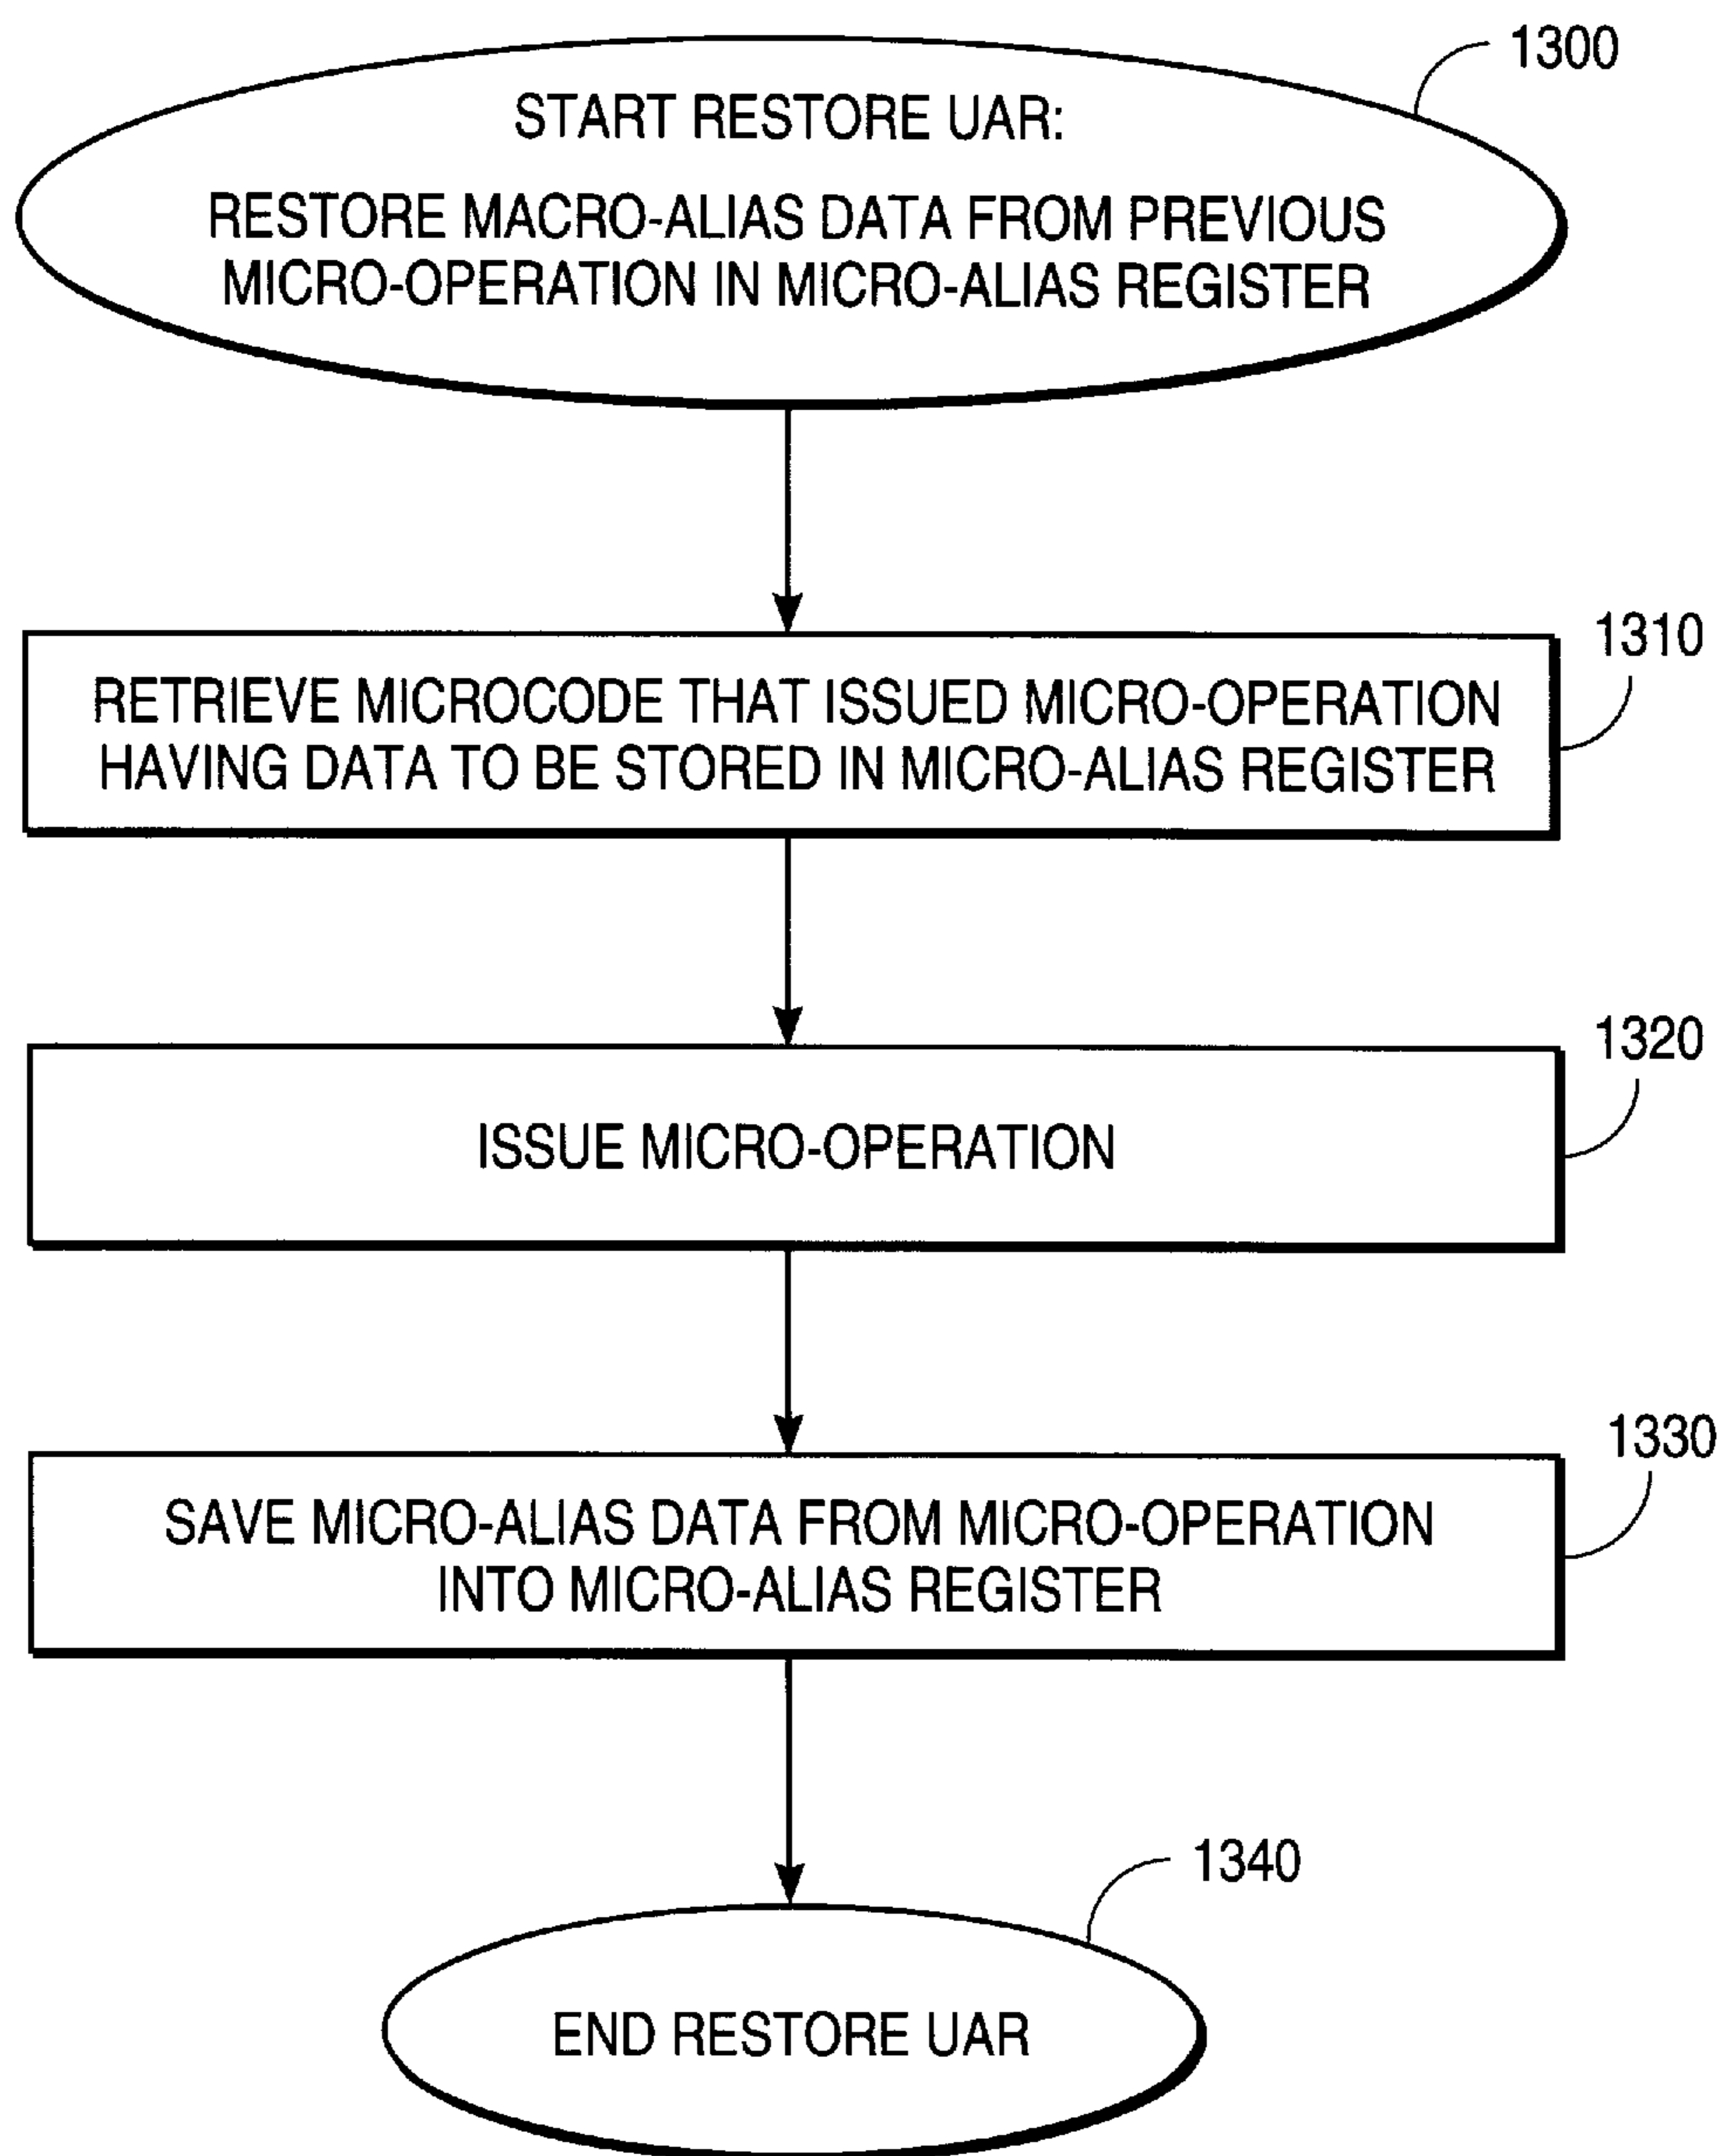 1300
START RESTORE UAR:
RESTORE MACRO-ALIAS DATA FROM PREVIOUS
MICRO-OPERATION IN MICRO-ALIAS REGISTER
1310
RETRIEVE MICROCODE THAT ISSUED MICRO-OPERATION
HAVING DATA TO BE STORED IN MICRO-ALIAS REGISTER
1320
ISSUE MICRO-OPERATION
1330
SAVE MICRO-ALIAS DATA FROM MICRO-OPERATION
INTO MICRO-ALIAS REGISTER
1340
END RESTORE UAR